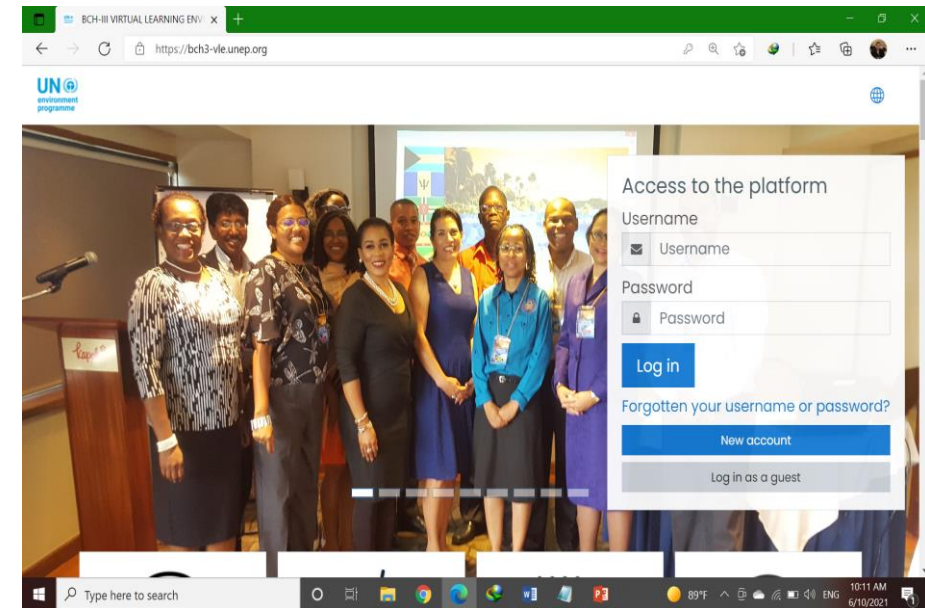 BCH-III VIRTUAL LEARNING ENV
https://bch3-vle.unep.org
UN
environment
programme
Access to the platform
Username
Username
Password
Password
Log in
Forgotten your username or password?
New account
Log in as a guest
Type here to search
89°F
ENG
10:11 AM
6/10/2021